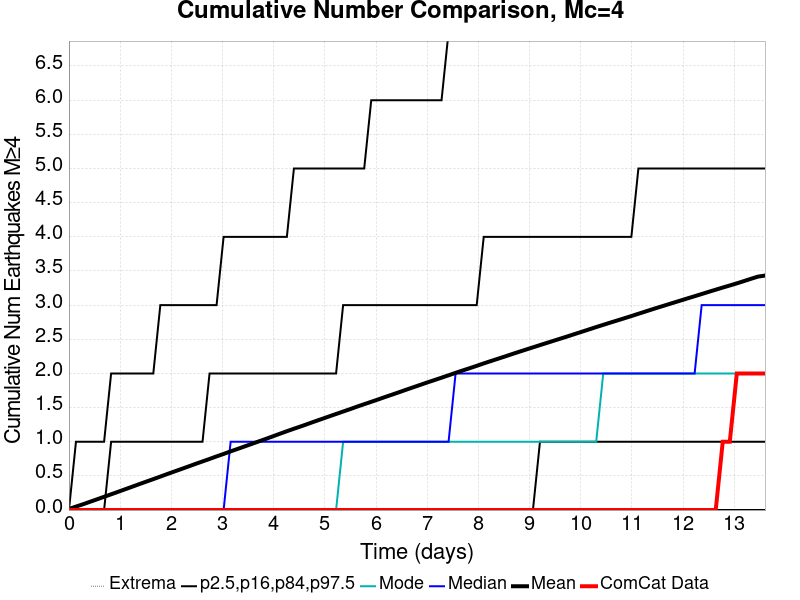 Cumulative Number Comparison, Mc=4
Cumulative Num Earthquakes M≥4
6.5
6.0
5.5
5.0
4.5
4.0
3.5
3.0
2.5
2.0
1.5
1.0
0.5
0.0
0 1 2 3 4 5 6 7 8 9 10 11 12 13
Time (days)
Extrema p2.5,p16,p84,p97.5 Mode Median Mean ComCat Data